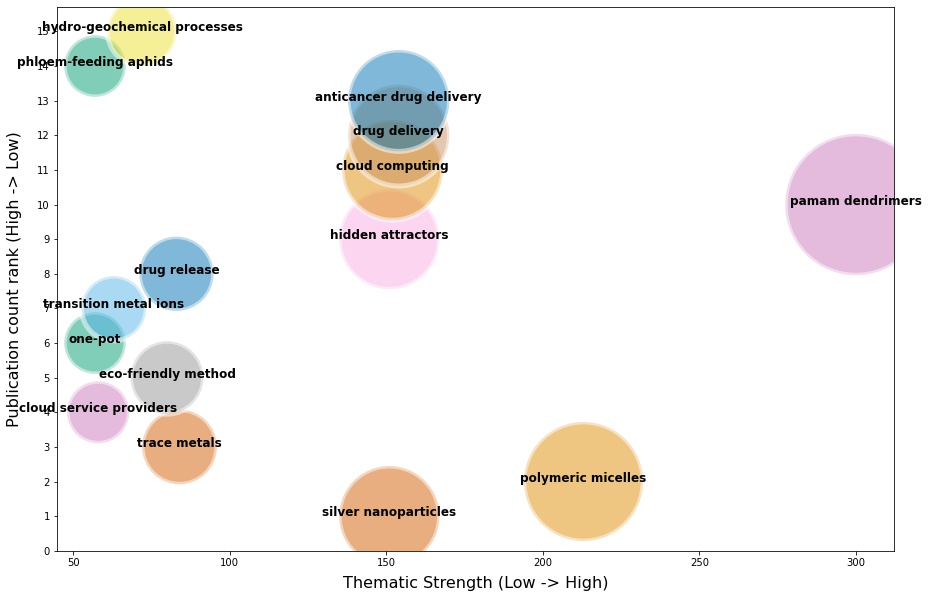 Publication count rank (High -> Low)
15
hydro-geochemical processes
14
phloem-feeding aphids
13
anticancer drug delivery
12
drug delivery
11
cloud computing
10
pamam dendrimers
9
hidden attractors
8
drug release
7
transition metal ions
6
one-pot
5
eco-friendly method
4
cloud service providers
3
trace metals
2
polymeric micelles
1
silver nanoparticles
0
50 100 150 200 250 300
Thematic Strength (Low -> High)